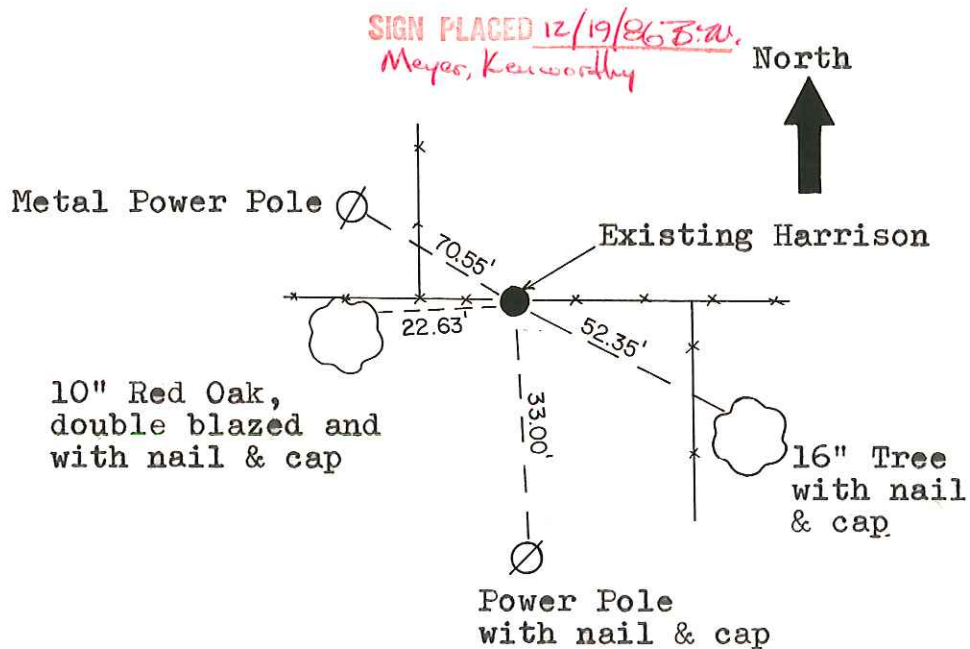 SIGN PLACED 12/19/86 B.W.
Meyer, Kenworthy
North
Metal Power Pole
Existing Harrison
70.55'
22.63'
52.35'
33.00'
10" Red Oak,
double blazed and
with nail & cap
16" Tree
with nail
& cap
Power Pole
with nail & cap